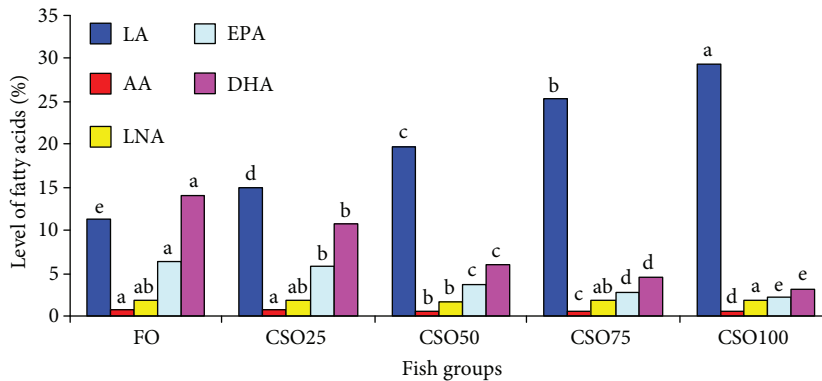 Level of fatty acids (%)
35
30
25
20
15
10
5
0
LA
EPA
AA
DHA
LNA
e a ab a a
d a ab b b
c b b c c
b c ab d d
a d a e e
FO CSO25 CSO50 CSO75 CSO100
Fish groups